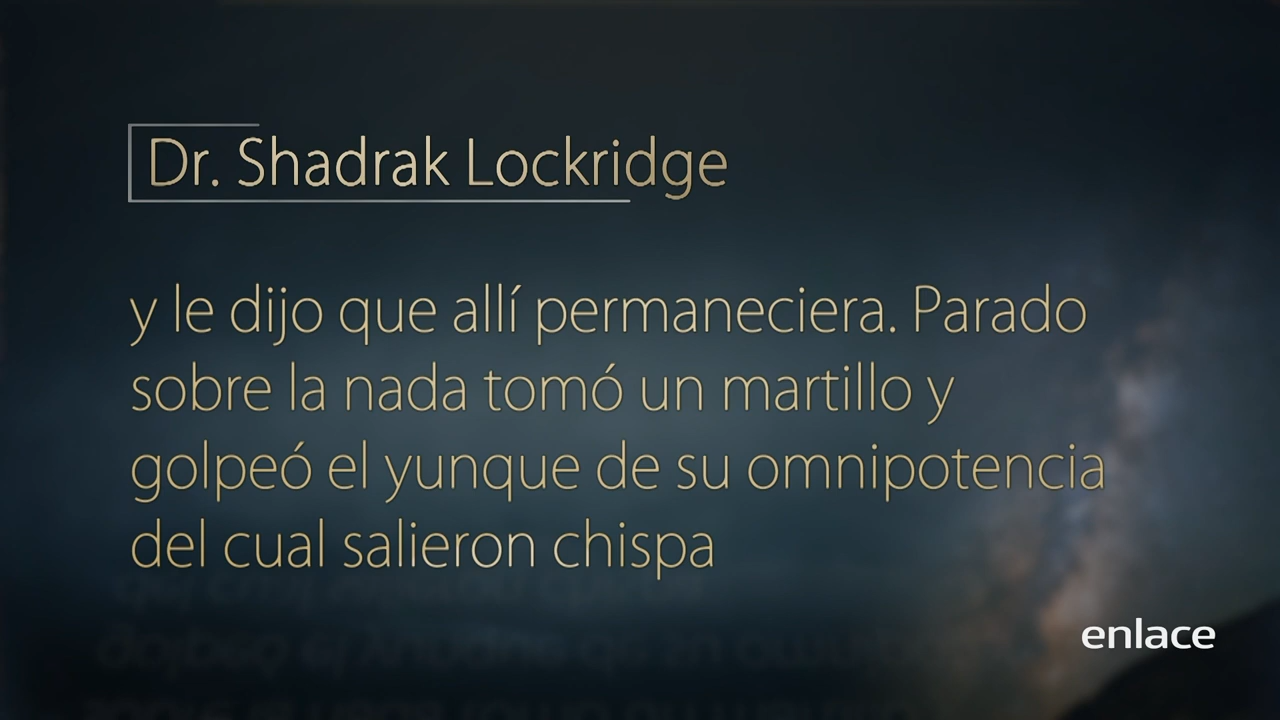 Dr. Shadrak Lockridge
y le dijo que allí permaneciera. Parado
sobre la nada tomó un martillo y
golpeó el yunque de su omnipotencia
del cual salieron chispa
enlace